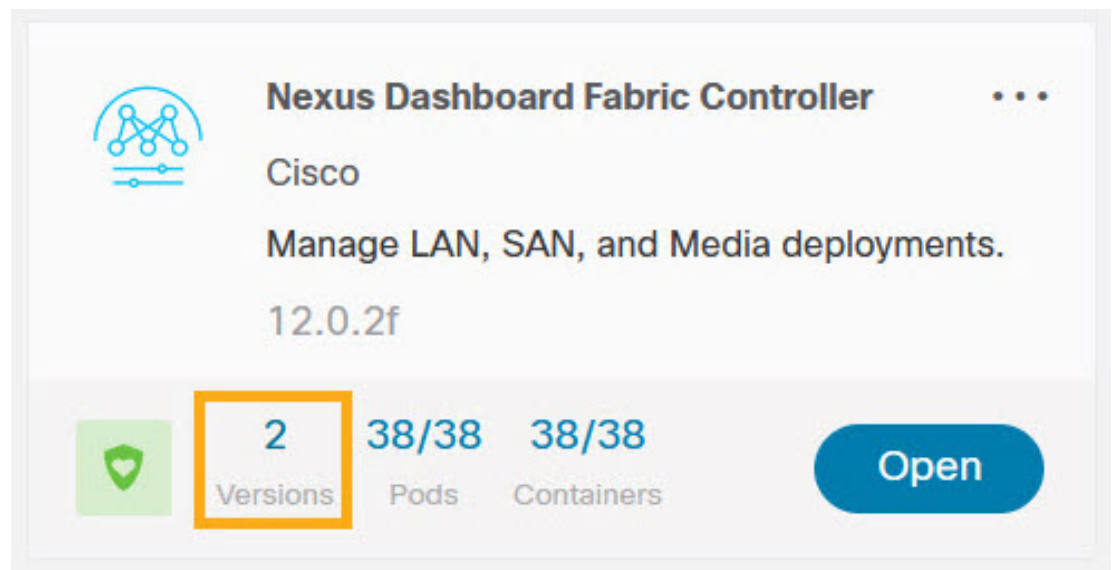 Nexus Dashboard Fabric Controller ...
Cisco
Manage LAN, SAN, and Media deployments.
12.0.2f
2 38/38 38/38
Versions Pods Containers
Open